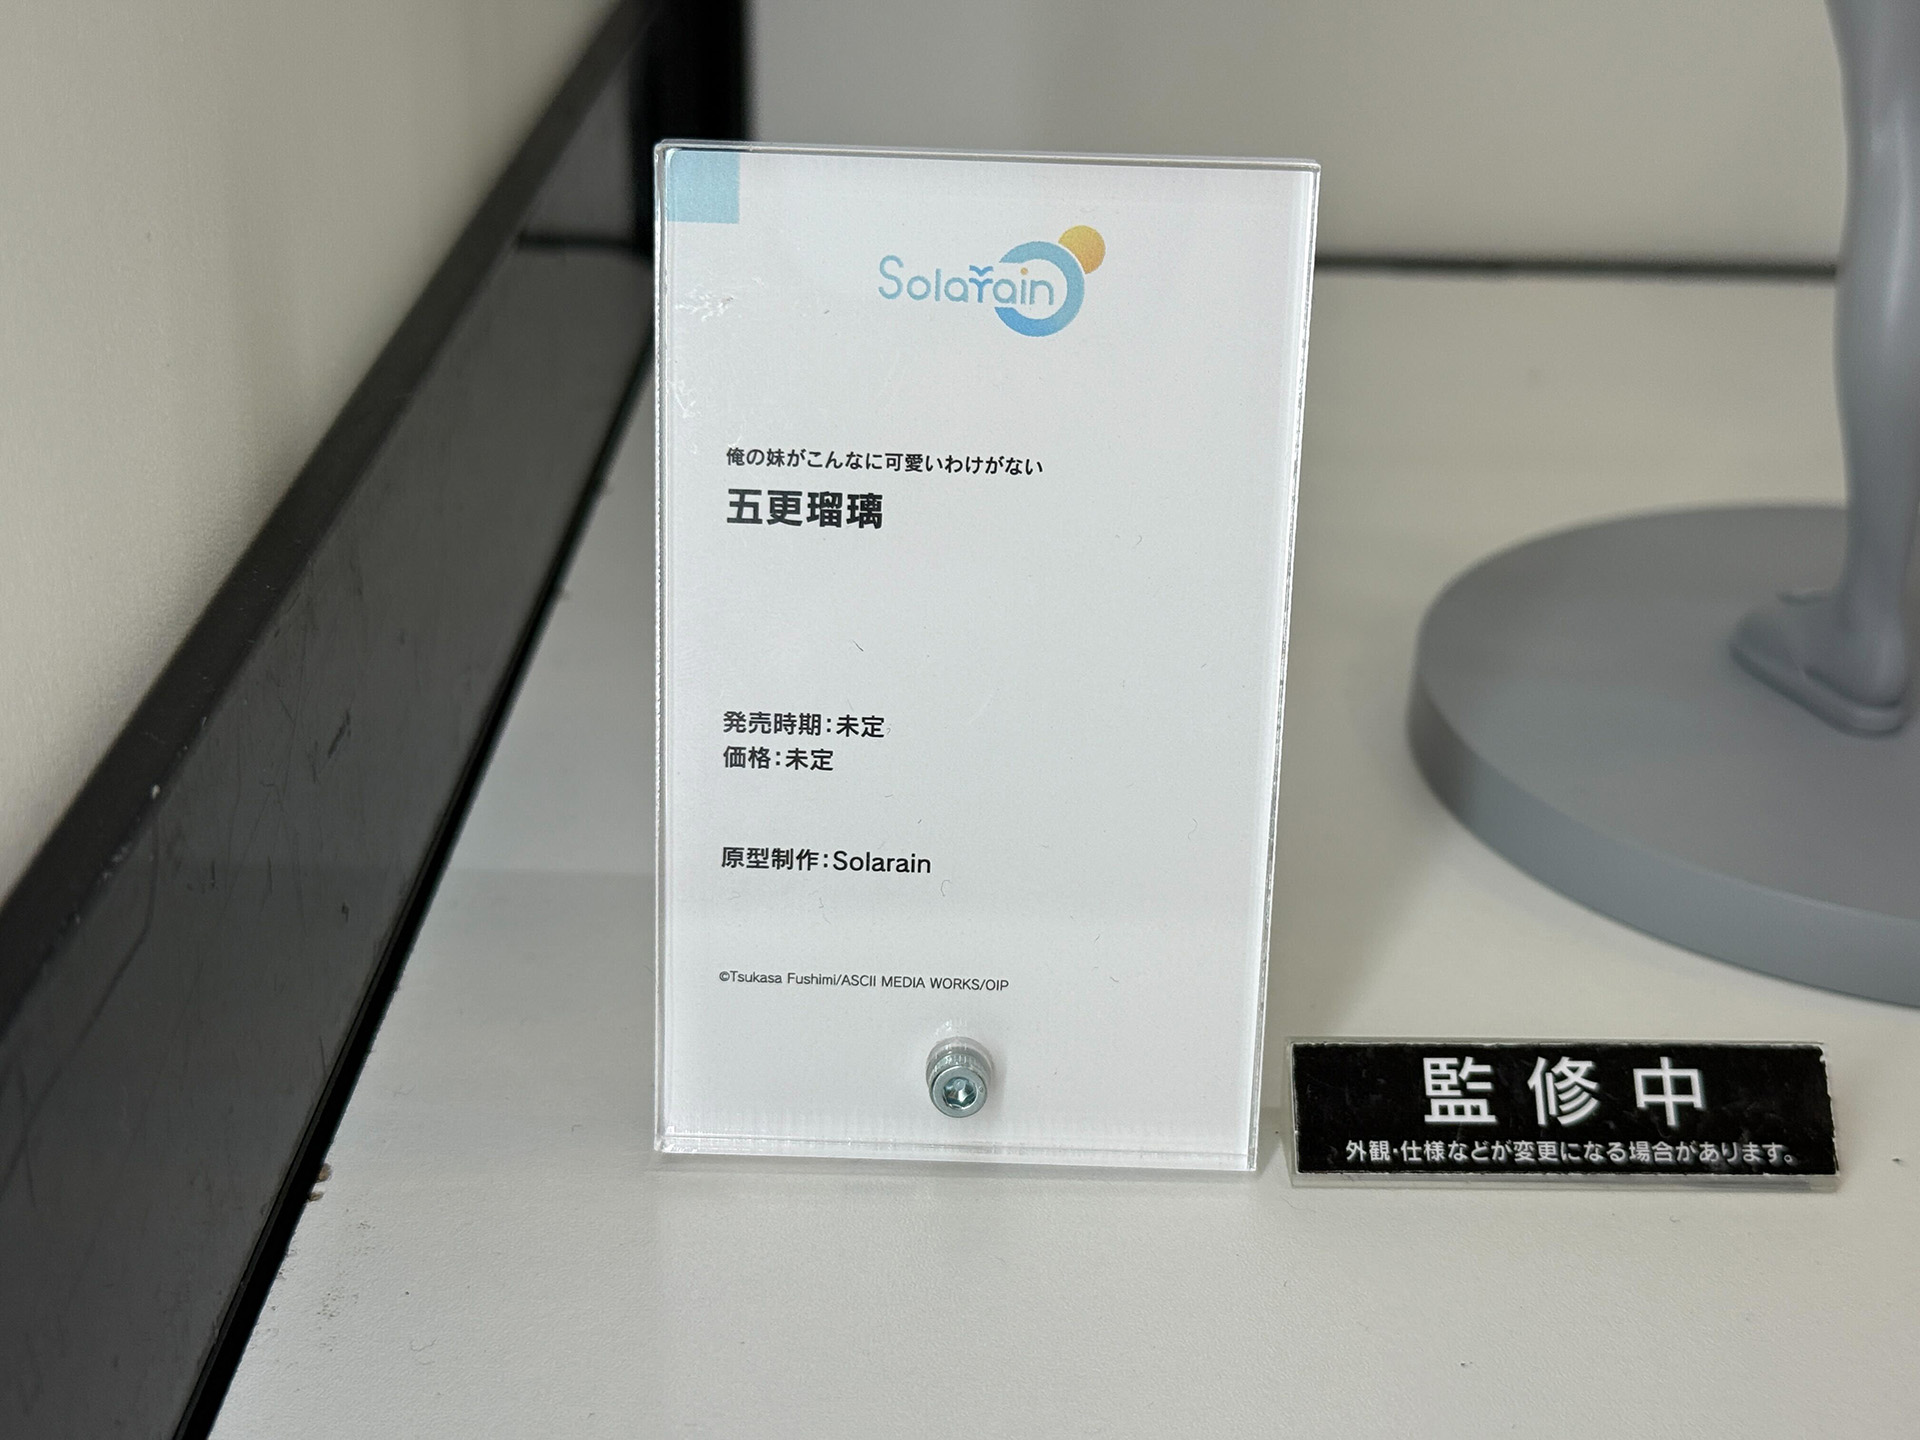 Solarain
俺の妹がこんなに可愛いわけがない
五更瑠璃
発売時期：未定
価格：未定
原型制作：Solarain
©Tsukasa Fushimi/ASCII MEDIA WORKS/OIP
監修中
外観・仕様などが変更になる場合があります。